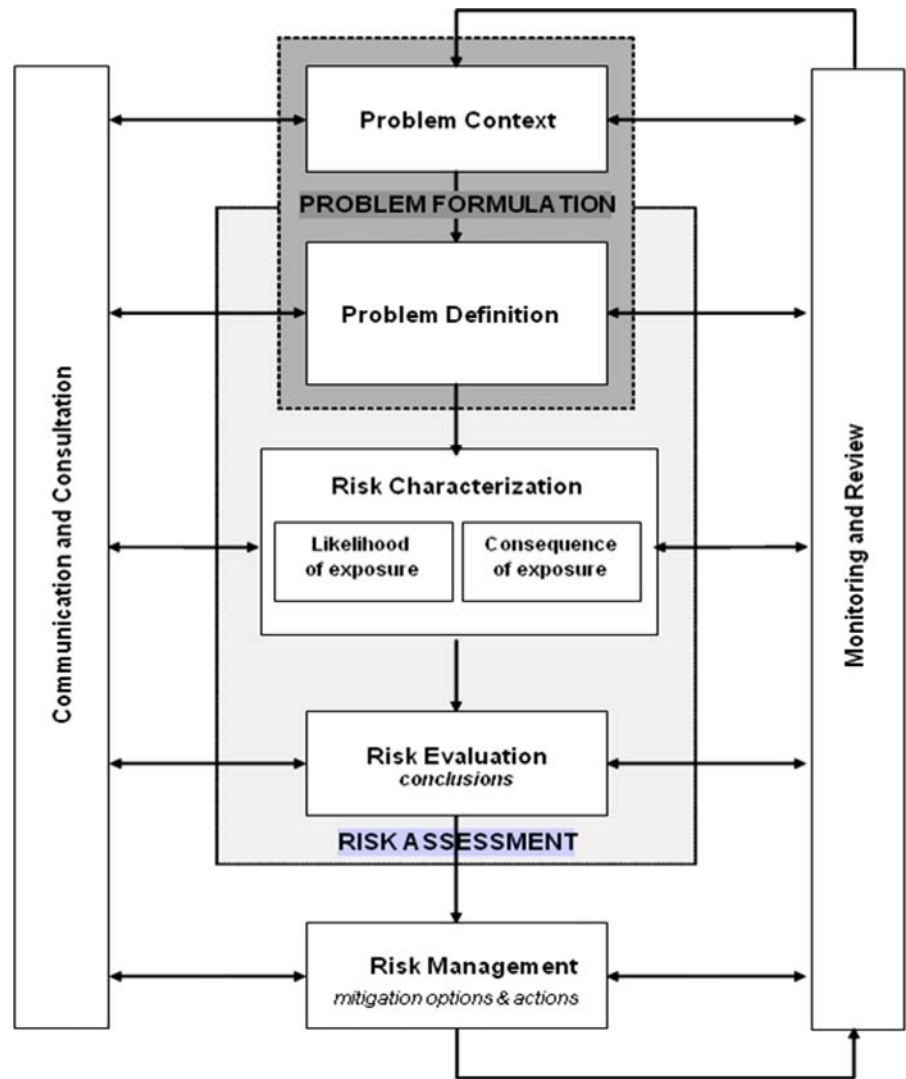 Problem Context
PROBLEM FORMULATION
Problem Definition
Risk Characterization
Likelihood
of exposure
Consequence
of exposure
Risk Evaluation
conclusions
RISK ASSESSMENT
Risk Management
mitigation options & actions
Communication and Consultation
Monitoring and Review